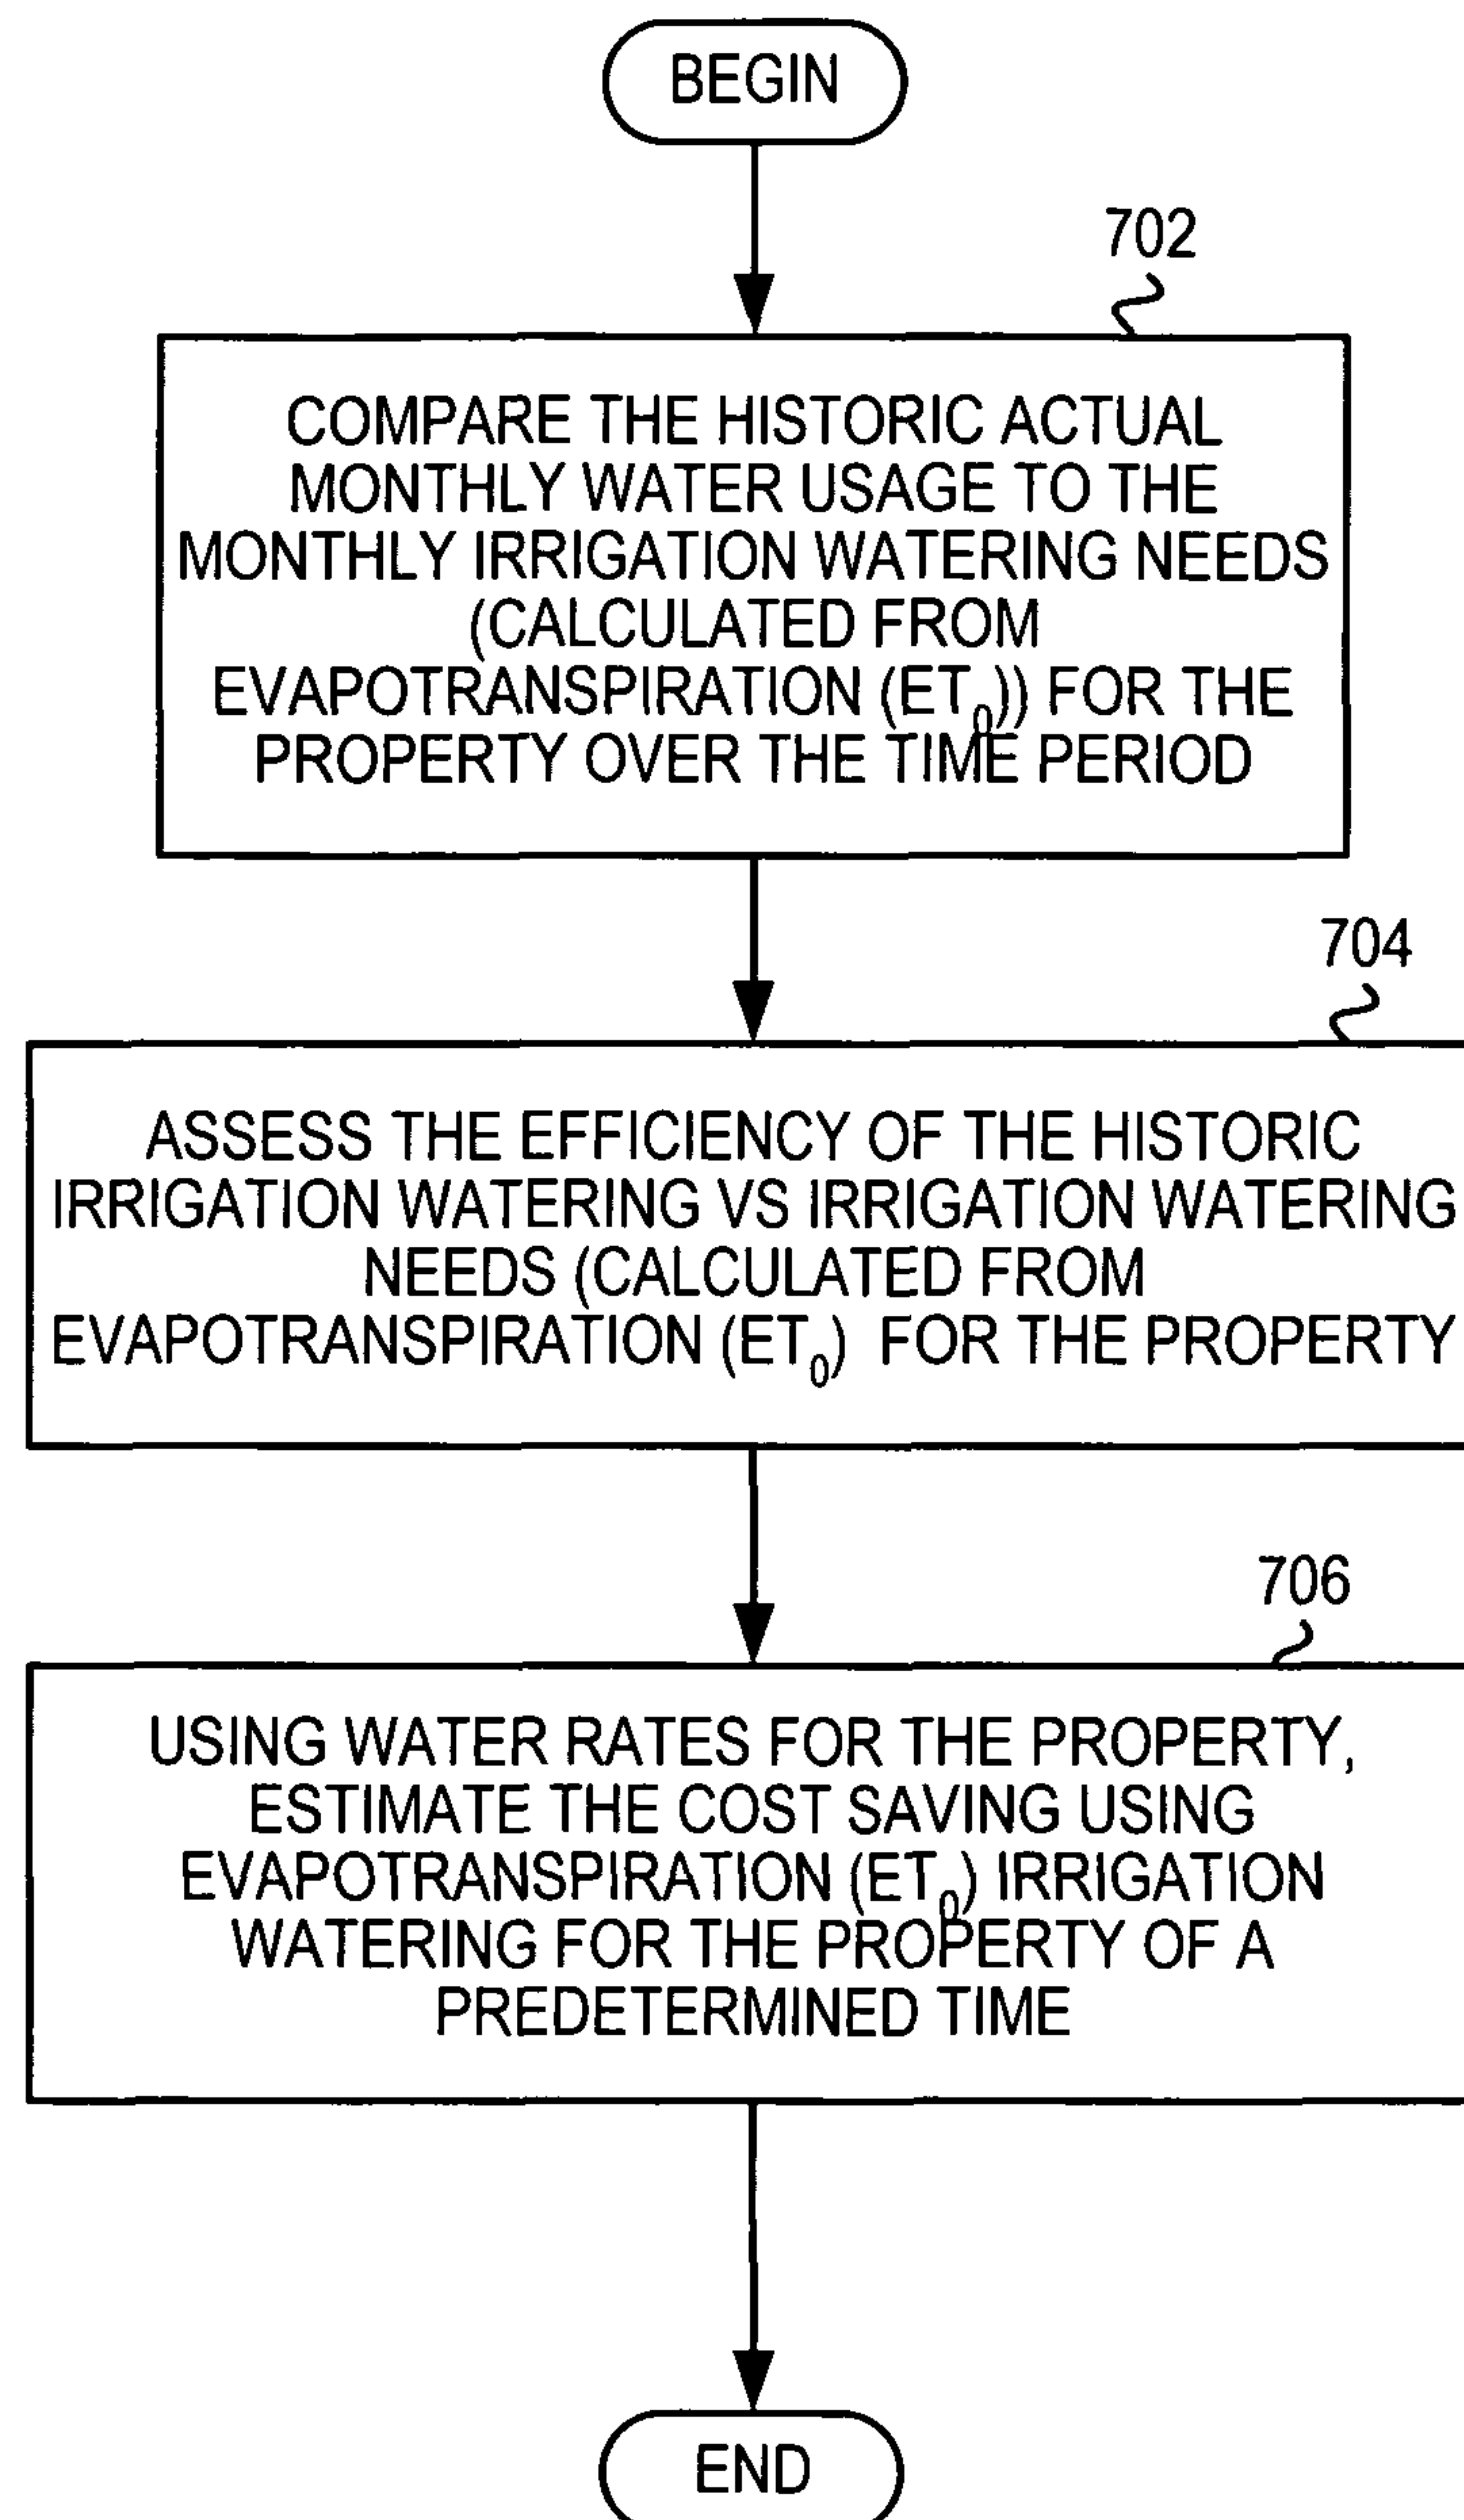 BEGIN
702
COMPARE THE HISTORIC ACTUAL
MONTHLY WATER USAGE TO THE
MONTHLY IRRIGATION WATERING NEEDS
(CALCULATED FROM
EVAPOTRANSPIRATION (ET0)) FOR THE
PROPERTY OVER THE TIME PERIOD
704
ASSESS THE EFFICIENCY OF THE HISTORIC
IRRIGATION WATERING VS IRRIGATION WATERING
NEEDS (CALCULATED FROM
EVAPOTRANSPIRATION (ET0) FOR THE PROPERTY
706
USING WATER RATES FOR THE PROPERTY,
ESTIMATE THE COST SAVING USING
EVAPOTRANSPIRATION (ET0) IRRIGATION
WATERING FOR THE PROPERTY OF A
PREDETERMINED TIME
END